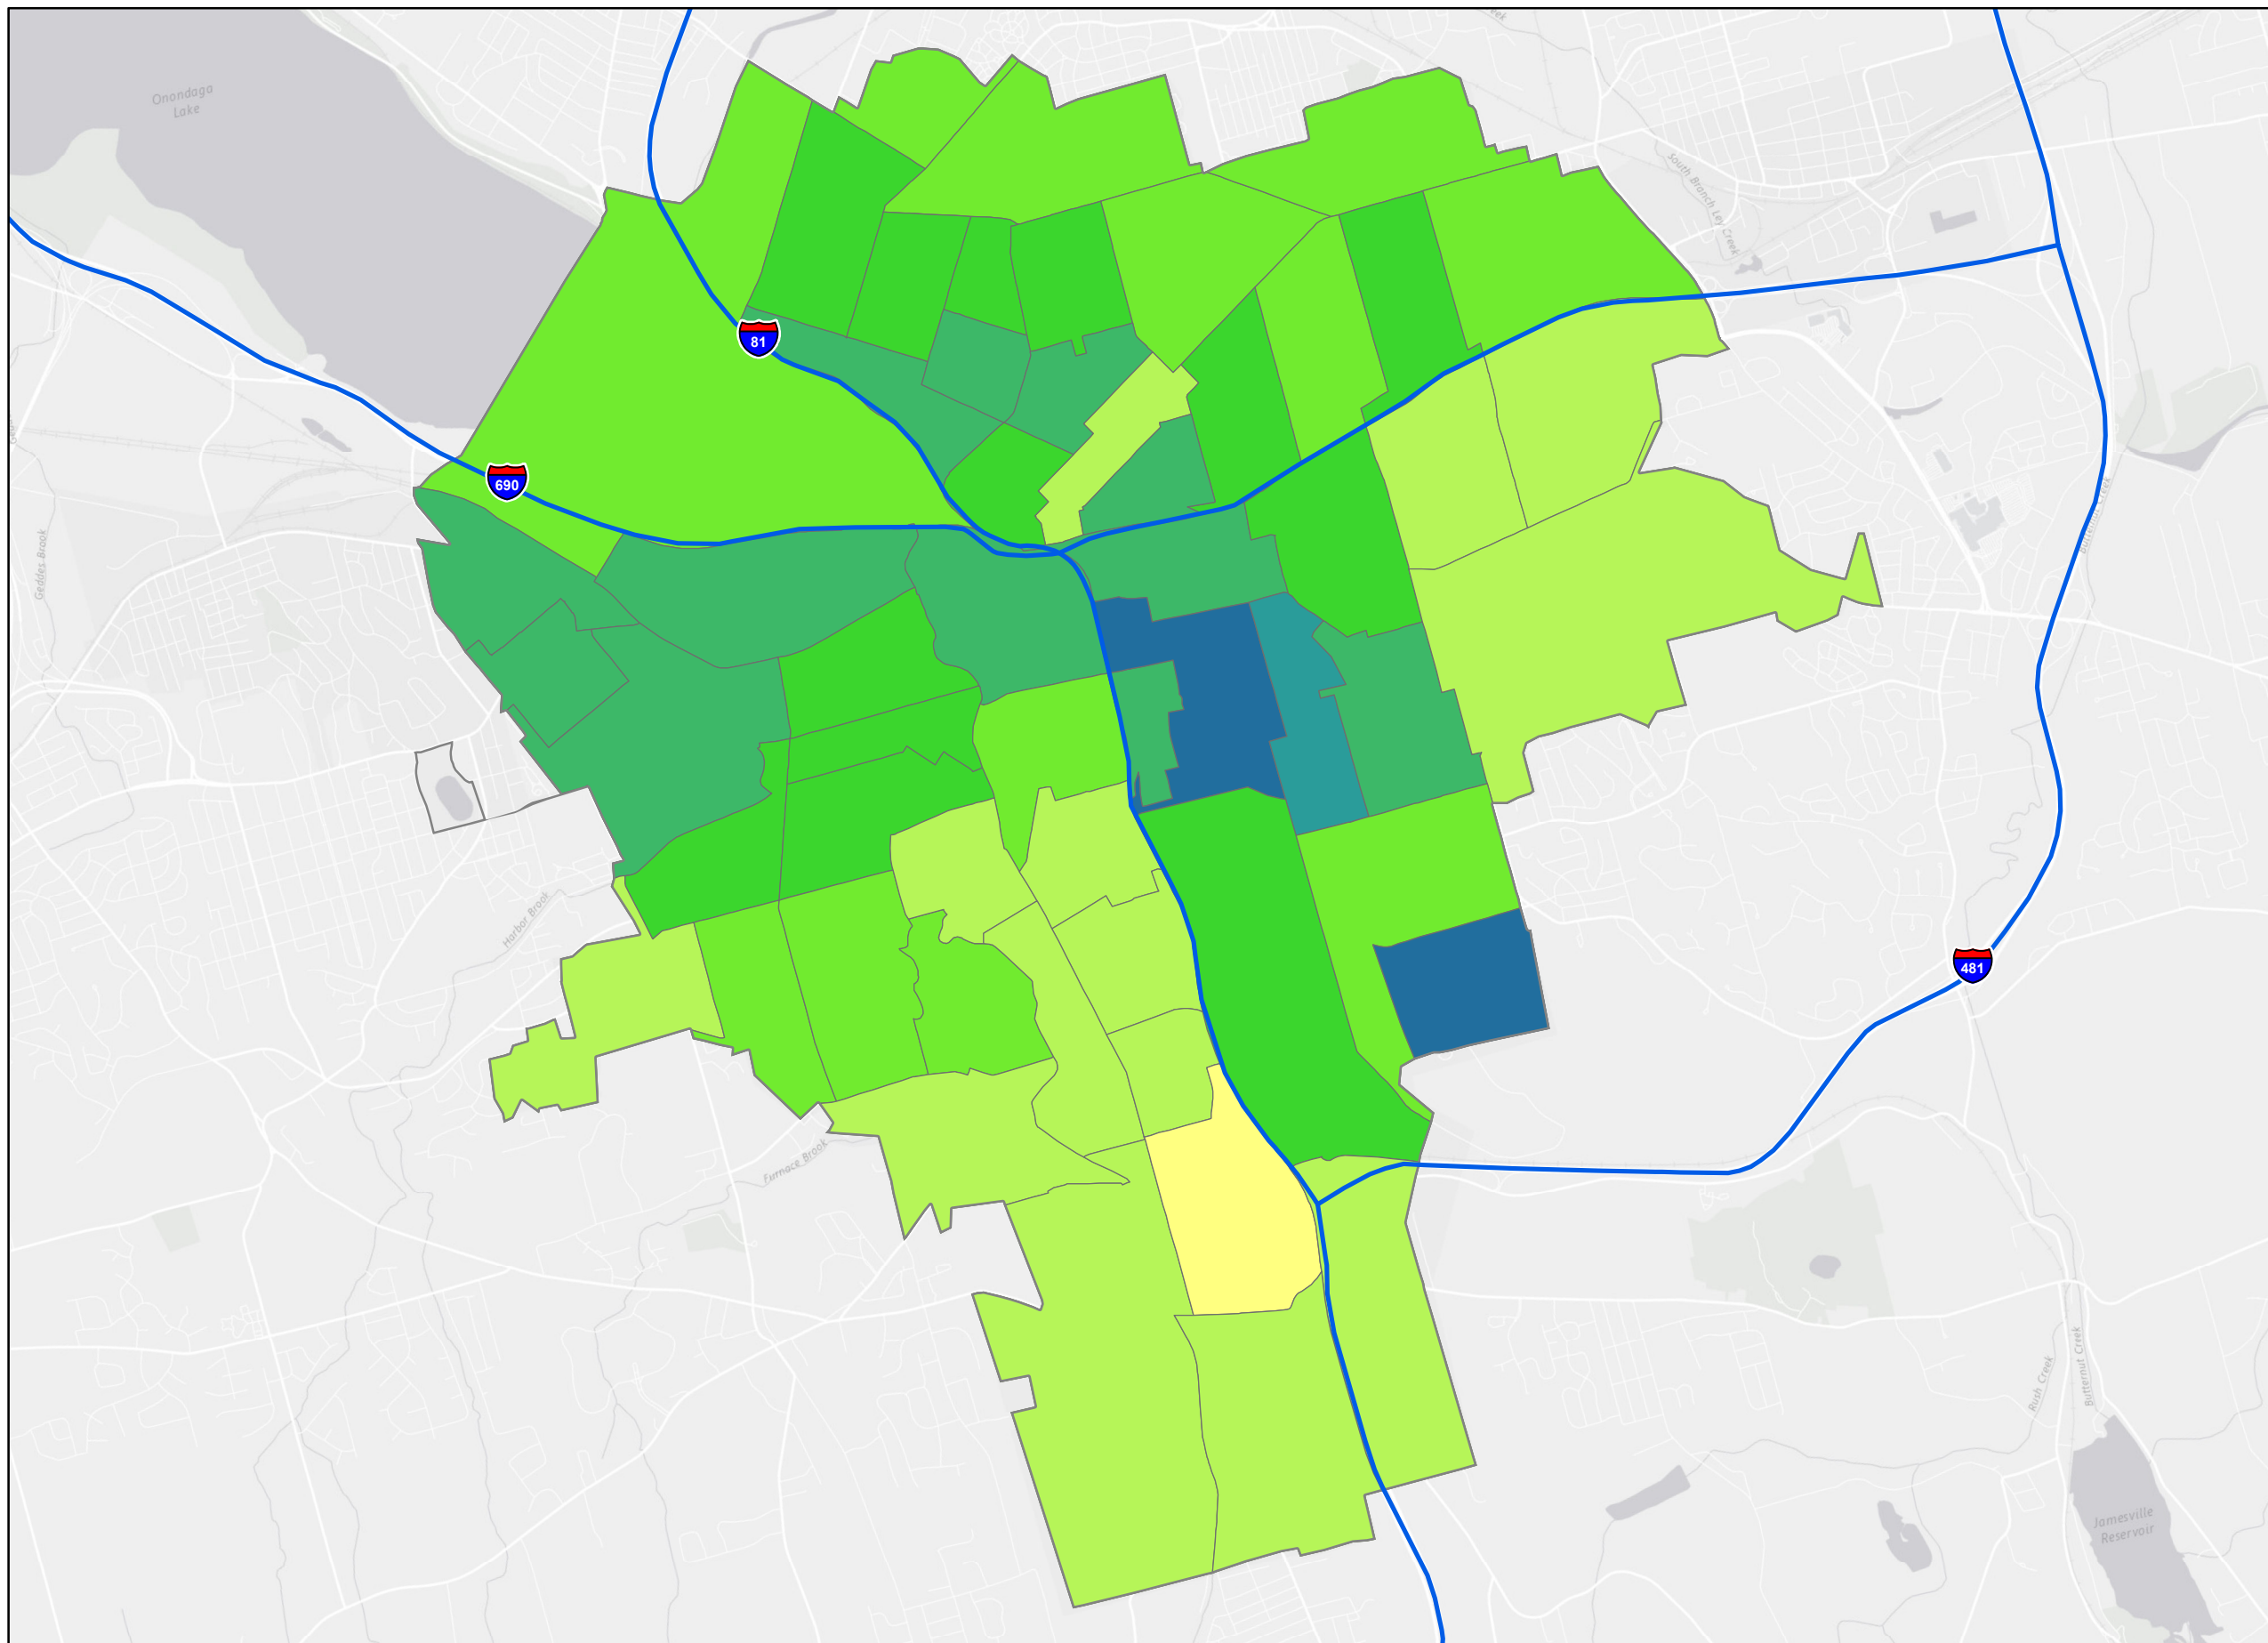 Onondaga
Lake
South Branch Ley Creek
81
690
Geddes Brook
Harbor Brook
481
Furnace Brook
Rush Creek
Butternut Creek
Jamesville
Reservoir